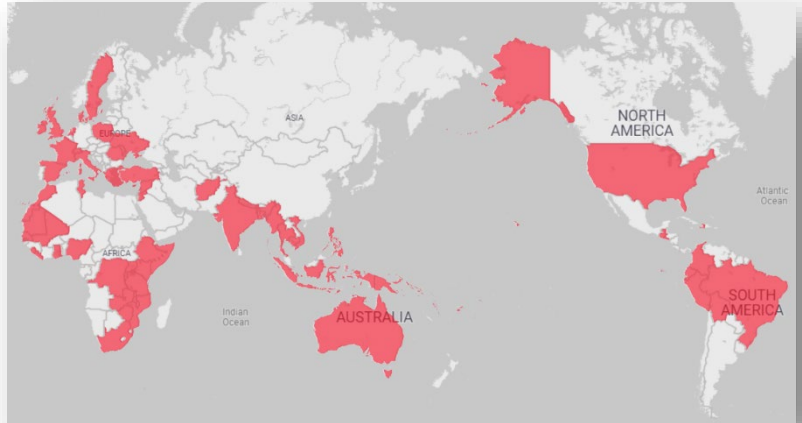 ASIA
EUROPE
NORTH
AMERICA
Atlantic
Ocean
AFRICA
Indian
Ocean
AUSTRALIA
SOUTH
AMERICA